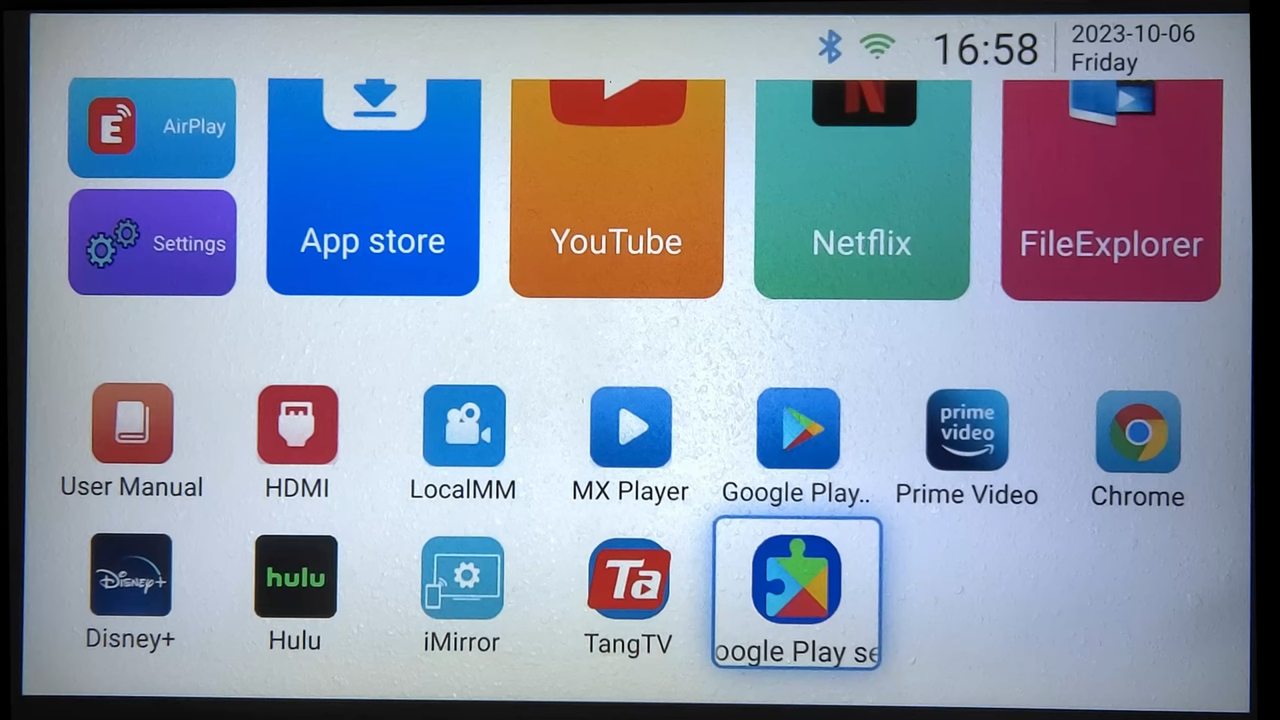 16:58
2023-10-06
Friday
E
AirPlay
Settings
App store
YouTube
N
Netflix
FileExplorer
User Manual
HDMI
LocalMM
MX Player
Google Play..
prime
video
Prime Video
Chrome
Disney+
Disney+
hulu
Hulu
iMirror
Ta
TangTV
oogle Play se